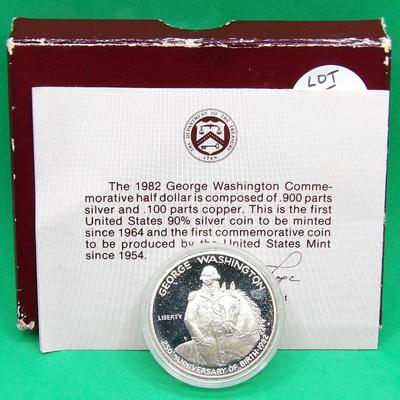 LOT
THE DEPARTMENT OF THE TREASURY
1789
The 1982 George Washington Comme-
morative half dollar is composed of .900 parts
silver and .100 parts copper. This is the first
United States 90% silver coin to be minted
since 1964 and the first commemorative coin
to be produced by the United States Mint
since 1954.
GEORGE WASHINGTON
LIBERTY
250TH ANNIVERSARY OF BIRTH 1982